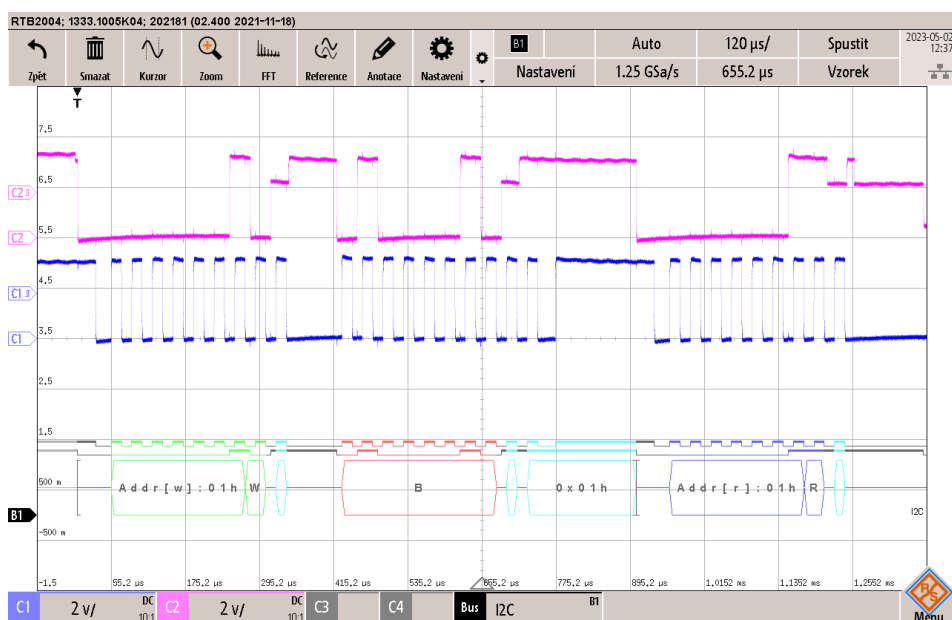 RTB2004; 1333.1005K04; 202181 (02.400 2021-11-18)
Zpět Smazat Kurzor Zoom FFT Reference Anotace Nastavení
B1 Auto 120 µs/ Spustit
Nastavení 1.25 GSa/s 655.2 µs Vzorek
2023-05-02
12:37
T
7.5
6.5
C2
C2 5.5
4.5
C1
C1 3.5
2.5
1.5
500 m
Addr[w]:01h W B 0x01h Addr[r]:01h R
B1 I2C
-500 m
-1.5 55.2 µs 175.2 µs 295.2 µs 415.2 µs 535.2 µs 655.2 µs 775.2 µs 895.2 µs 1.0152 ms 1.1352 ms 1.2552 ms
C1 2 v/ DC 10:1 C2 2 v/ DC 10:1 C3 C4 Bus I2C B1
R S
Menu